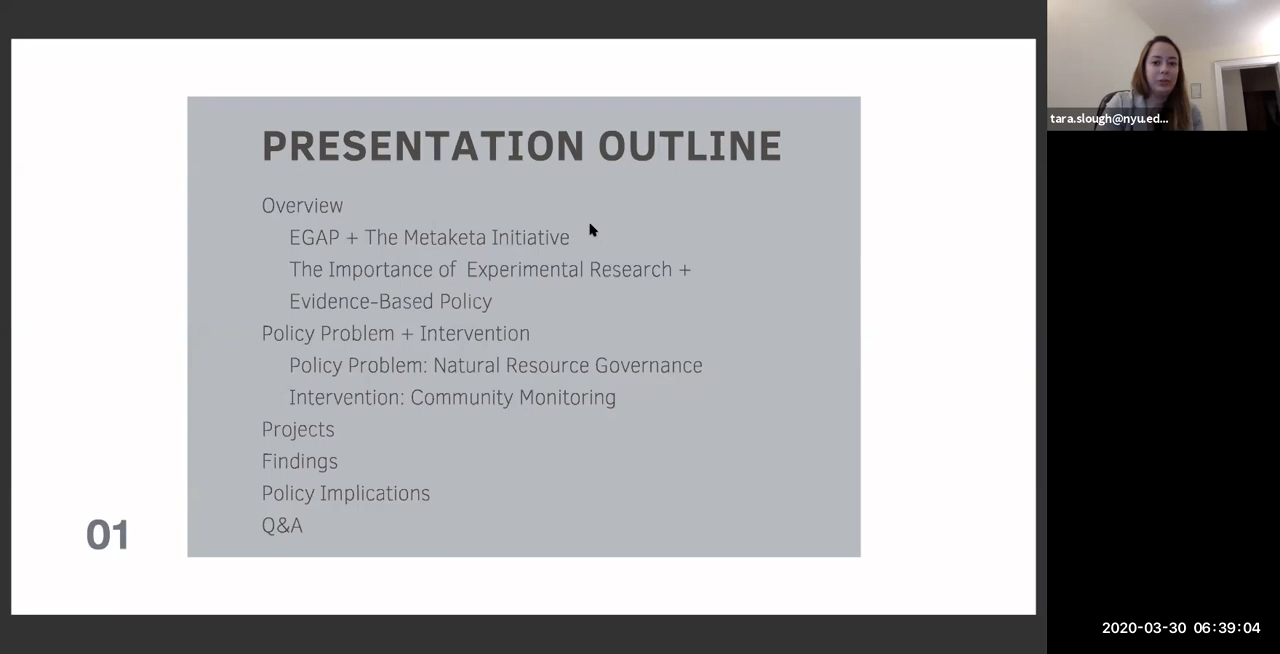 PRESENTATION OUTLINE
Overview
EGAP + The Metaketa Initiative
The Importance of Experimental Research +
Evidence-Based Policy
Policy Problem + Intervention
Policy Problem: Natural Resource Governance
Intervention: Community Monitoring
Projects
Findings
Policy Implications
Q&A
01
tara.slough@nyu.ed...
2020-03-30 06:39:04